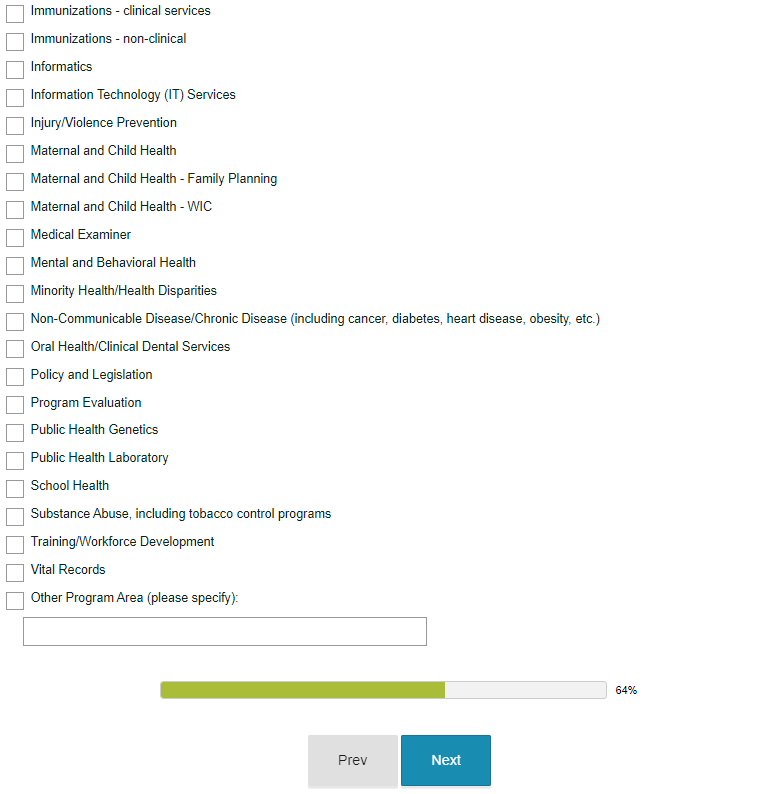 Immunizations - clinical services
Immunizations - non-clinical
Informatics
Information Technology (IT) Services
Injury/Violence Prevention
Maternal and Child Health
Maternal and Child Health - Family Planning
Maternal and Child Health - WIC
Medical Examiner
Mental and Behavioral Health
Minority Health/Health Disparities
Non-Communicable Disease/Chronic Disease (including cancer, diabetes, heart disease, obesity, etc.)
Oral Health/Clinical Dental Services
Policy and Legislation
Program Evaluation
Public Health Genetics
Public Health Laboratory
School Health
Substance Abuse, including tobacco control programs
Training/Workforce Development
Vital Records
Other Program Area (please specify):
64%
Prev Next